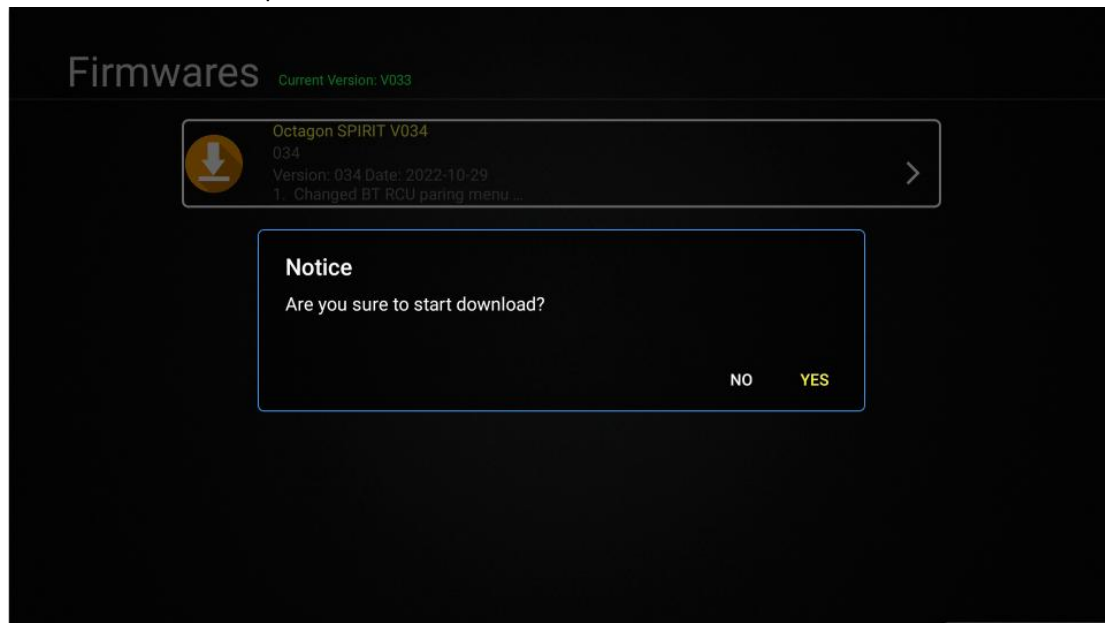 Firmwares Current Version: V033
Octagon SPIRIT V034
034
Version: 034 Date: 2022-10-29
1. Changed BT RCU paring menu ...
Notice
Are you sure to start download?
NO YES